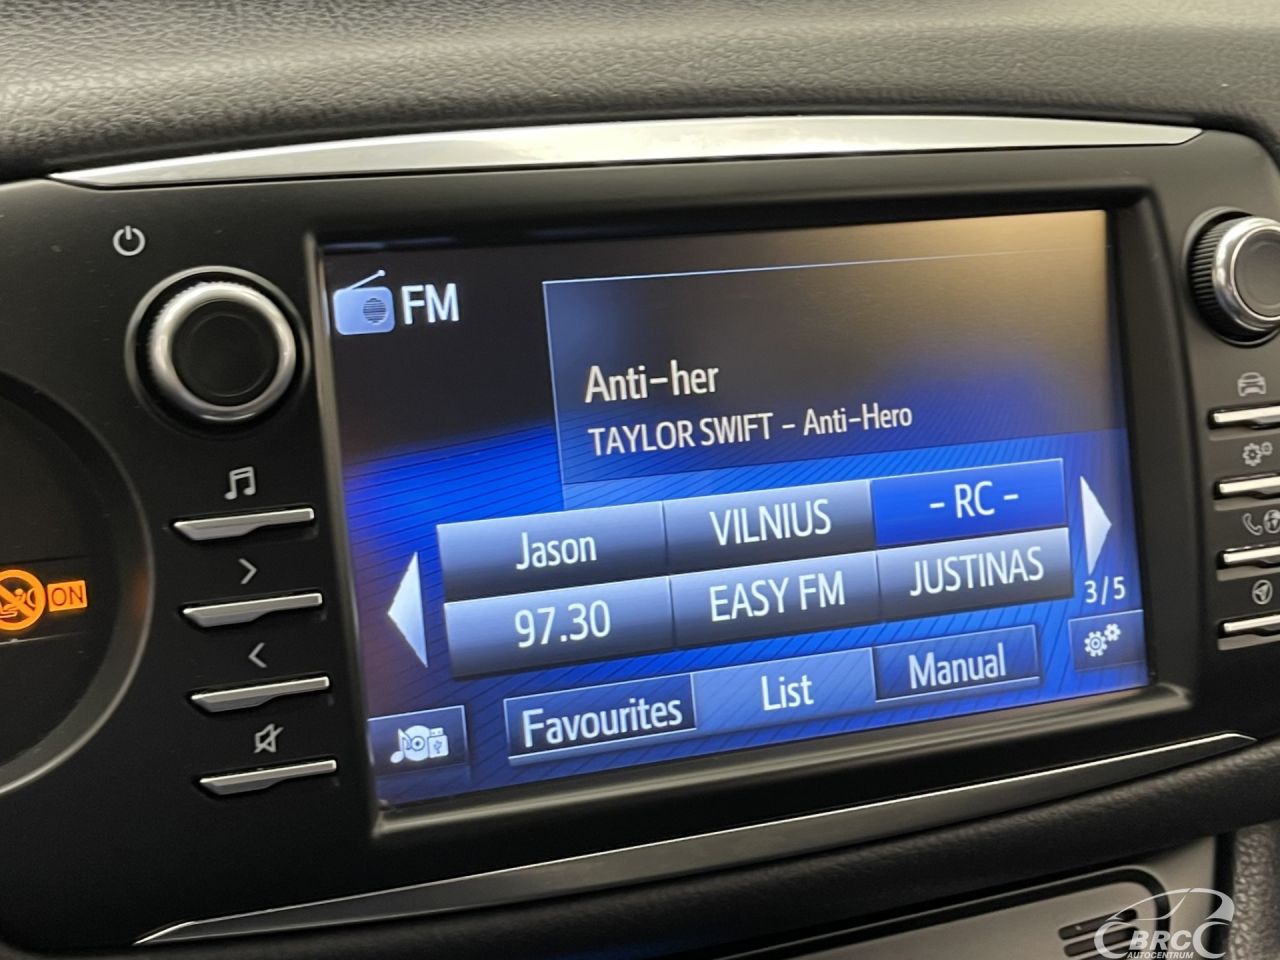 FM
Anti-her
TAYLOR SWIFT - Anti-Hero
Jason
VILNIUS
- RC -
97.30
EASY FM
JUSTINAS
3/5
Favourites
List
Manual
ON
BRC
AUTOCENTRUM